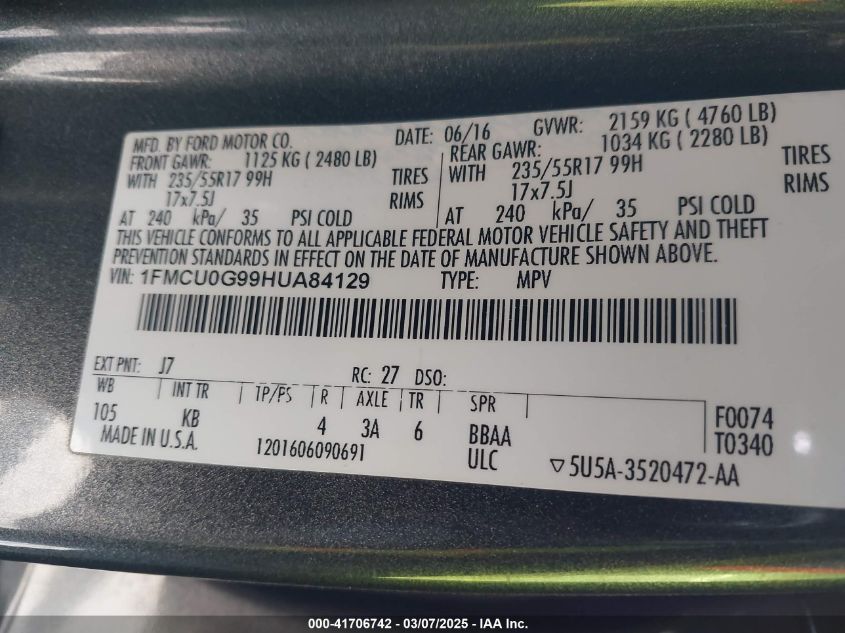 MFD. BY FORD MOTOR CO.
DATE: 06/16 GVWR: 2159 KG ( 4760 LB)
FRONT GAWR: 1125 KG ( 2480 LB)
WITH 235/55R17 99H TIRES
17x7.5J RIMS
AT 240 kPa/ 35 PSI COLD
REAR GAWR: 1034 KG ( 2280 LB)
WITH 235/55R17 99H TIRES
17x7.5J RIMS
AT 240 kPa/ 35 PSI COLD
THIS VEHICLE CONFORMS TO ALL APPLICABLE FEDERAL MOTOR VEHICLE SAFETY AND THEFT
PREVENTION STANDARDS IN EFFECT ON THE DATE OF MANUFACTURE SHOWN ABOVE.
VIN: 1FMCU0G99HUA84129 TYPE: MPV
EXT PNT: J7 RC: 27 DSO:
WB INT TR TP/PS R AXLE TR SPR
105 KB 4 3A 6 BBAA
F0074
T0340
MADE IN U.S.A. 1201606090691 ULC
▽5U5A-3520472-AA
000-41706742 - 03/07/2025 - IAA Inc.